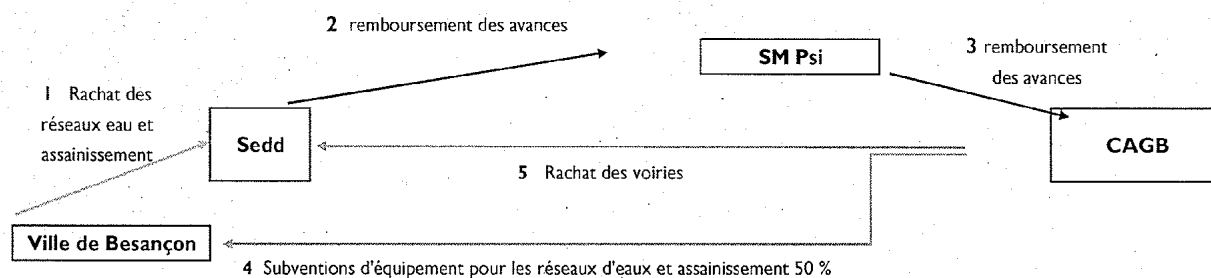 2 remboursement des avances
SM Psi
3 remboursement
des avances
1 Rachat des
réseaux eau et
assainissement
Sedd
CAGB
5 Rachat des voiries
Ville de Besançon
4 Subventions d'équipement pour les réseaux d'eaux et assainissement 50 %